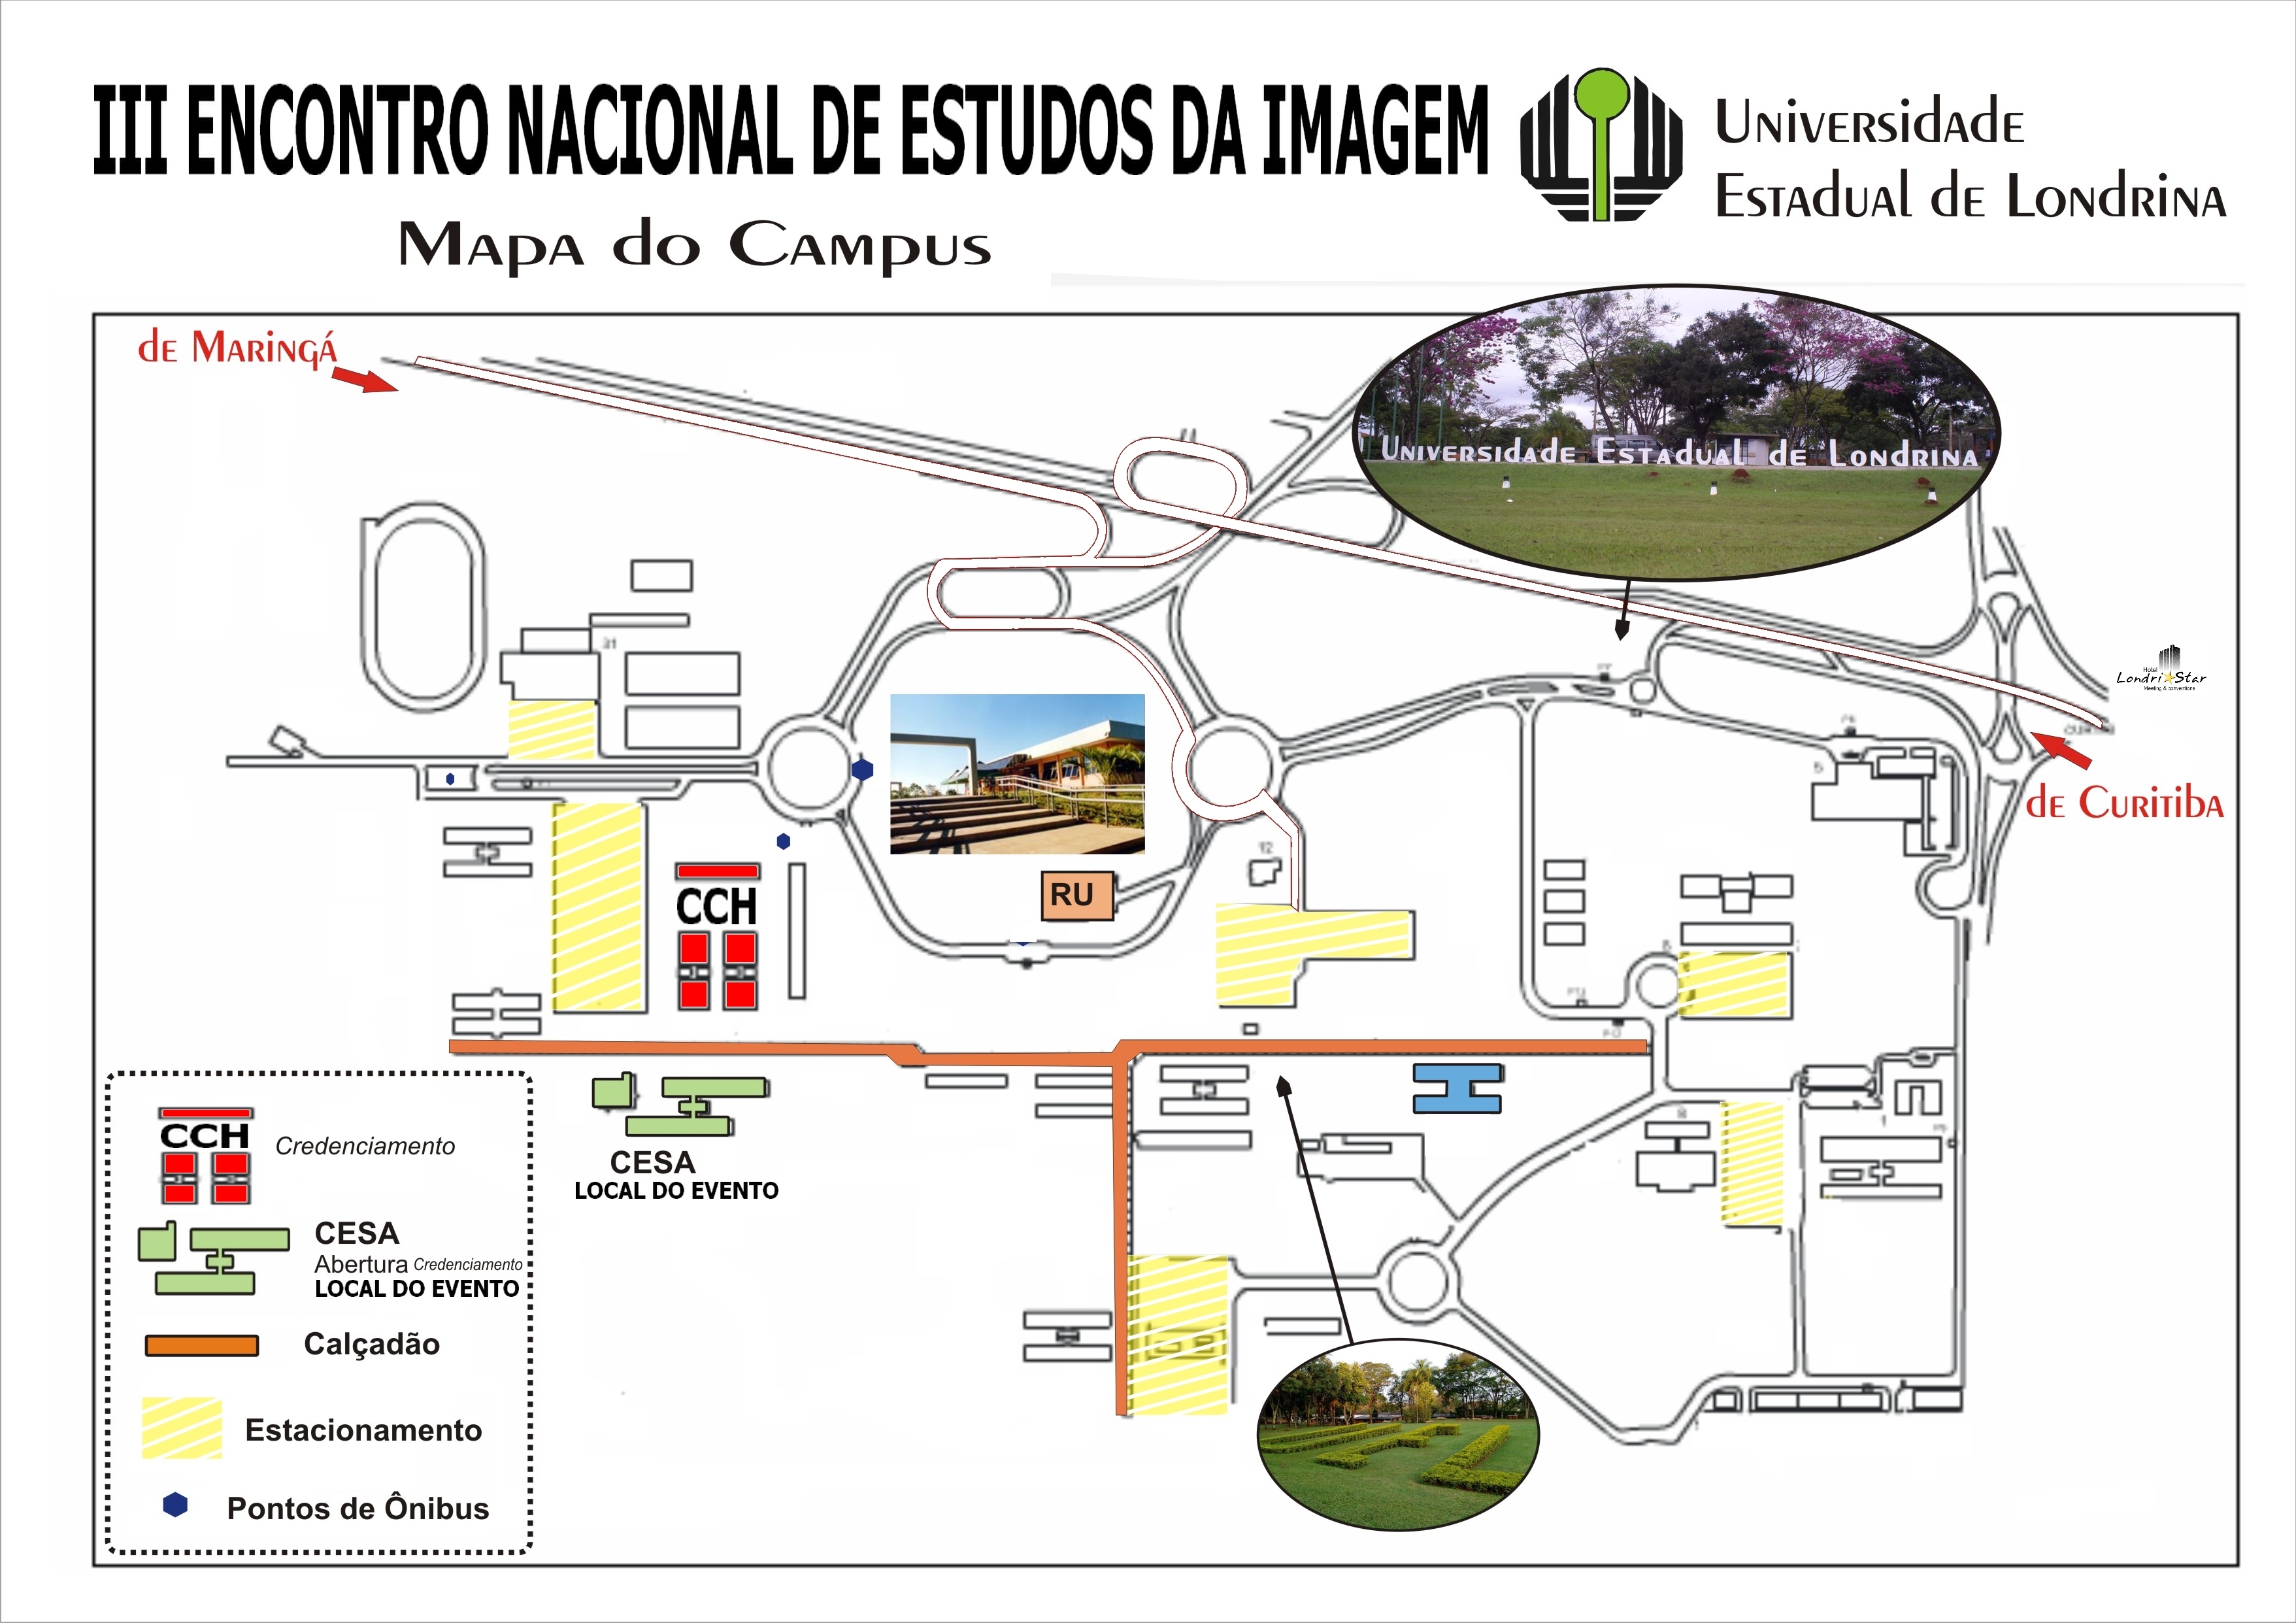 III ENCONTRO NACIONAL DE ESTUDOS DA IMAGEM
Mapa do Campus
Universidade
Estadual de Londrina
de Maringá
Universidade Estadual de Londrina
Hotel
Londri Star
Meeting & conventions
de Curitiba
31
12
RU
CCH
CESA
LOCAL DO EVENTO
CCH
Credenciamento
CESA
Abertura Credenciamento
LOCAL DO EVENTO
Calçadão
Estacionamento
Pontos de Ônibus